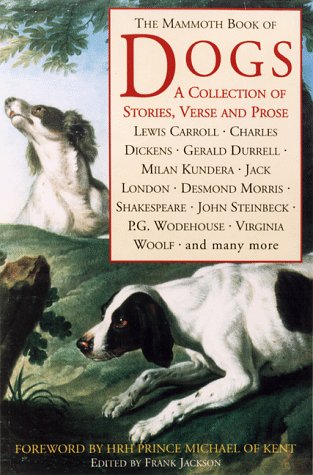 THE MAMMOTH BOOK OF
DOGS
A COLLECTION OF
STORIES, VERSE AND PROSE
LEWIS CARROLL · CHARLES
DICKENS · GERALD DURRELL ·
MILAN KUNDERA · JACK
LONDON · DESMOND MORRIS ·
SHAKESPEARE · JOHN STEINBECK ·
P.G. WODEHOUSE · VIRGINIA
WOOLF · and many more
FOREWORD BY HRH PRINCE MICHAEL OF KENT
EDITED BY FRANK JACKSON